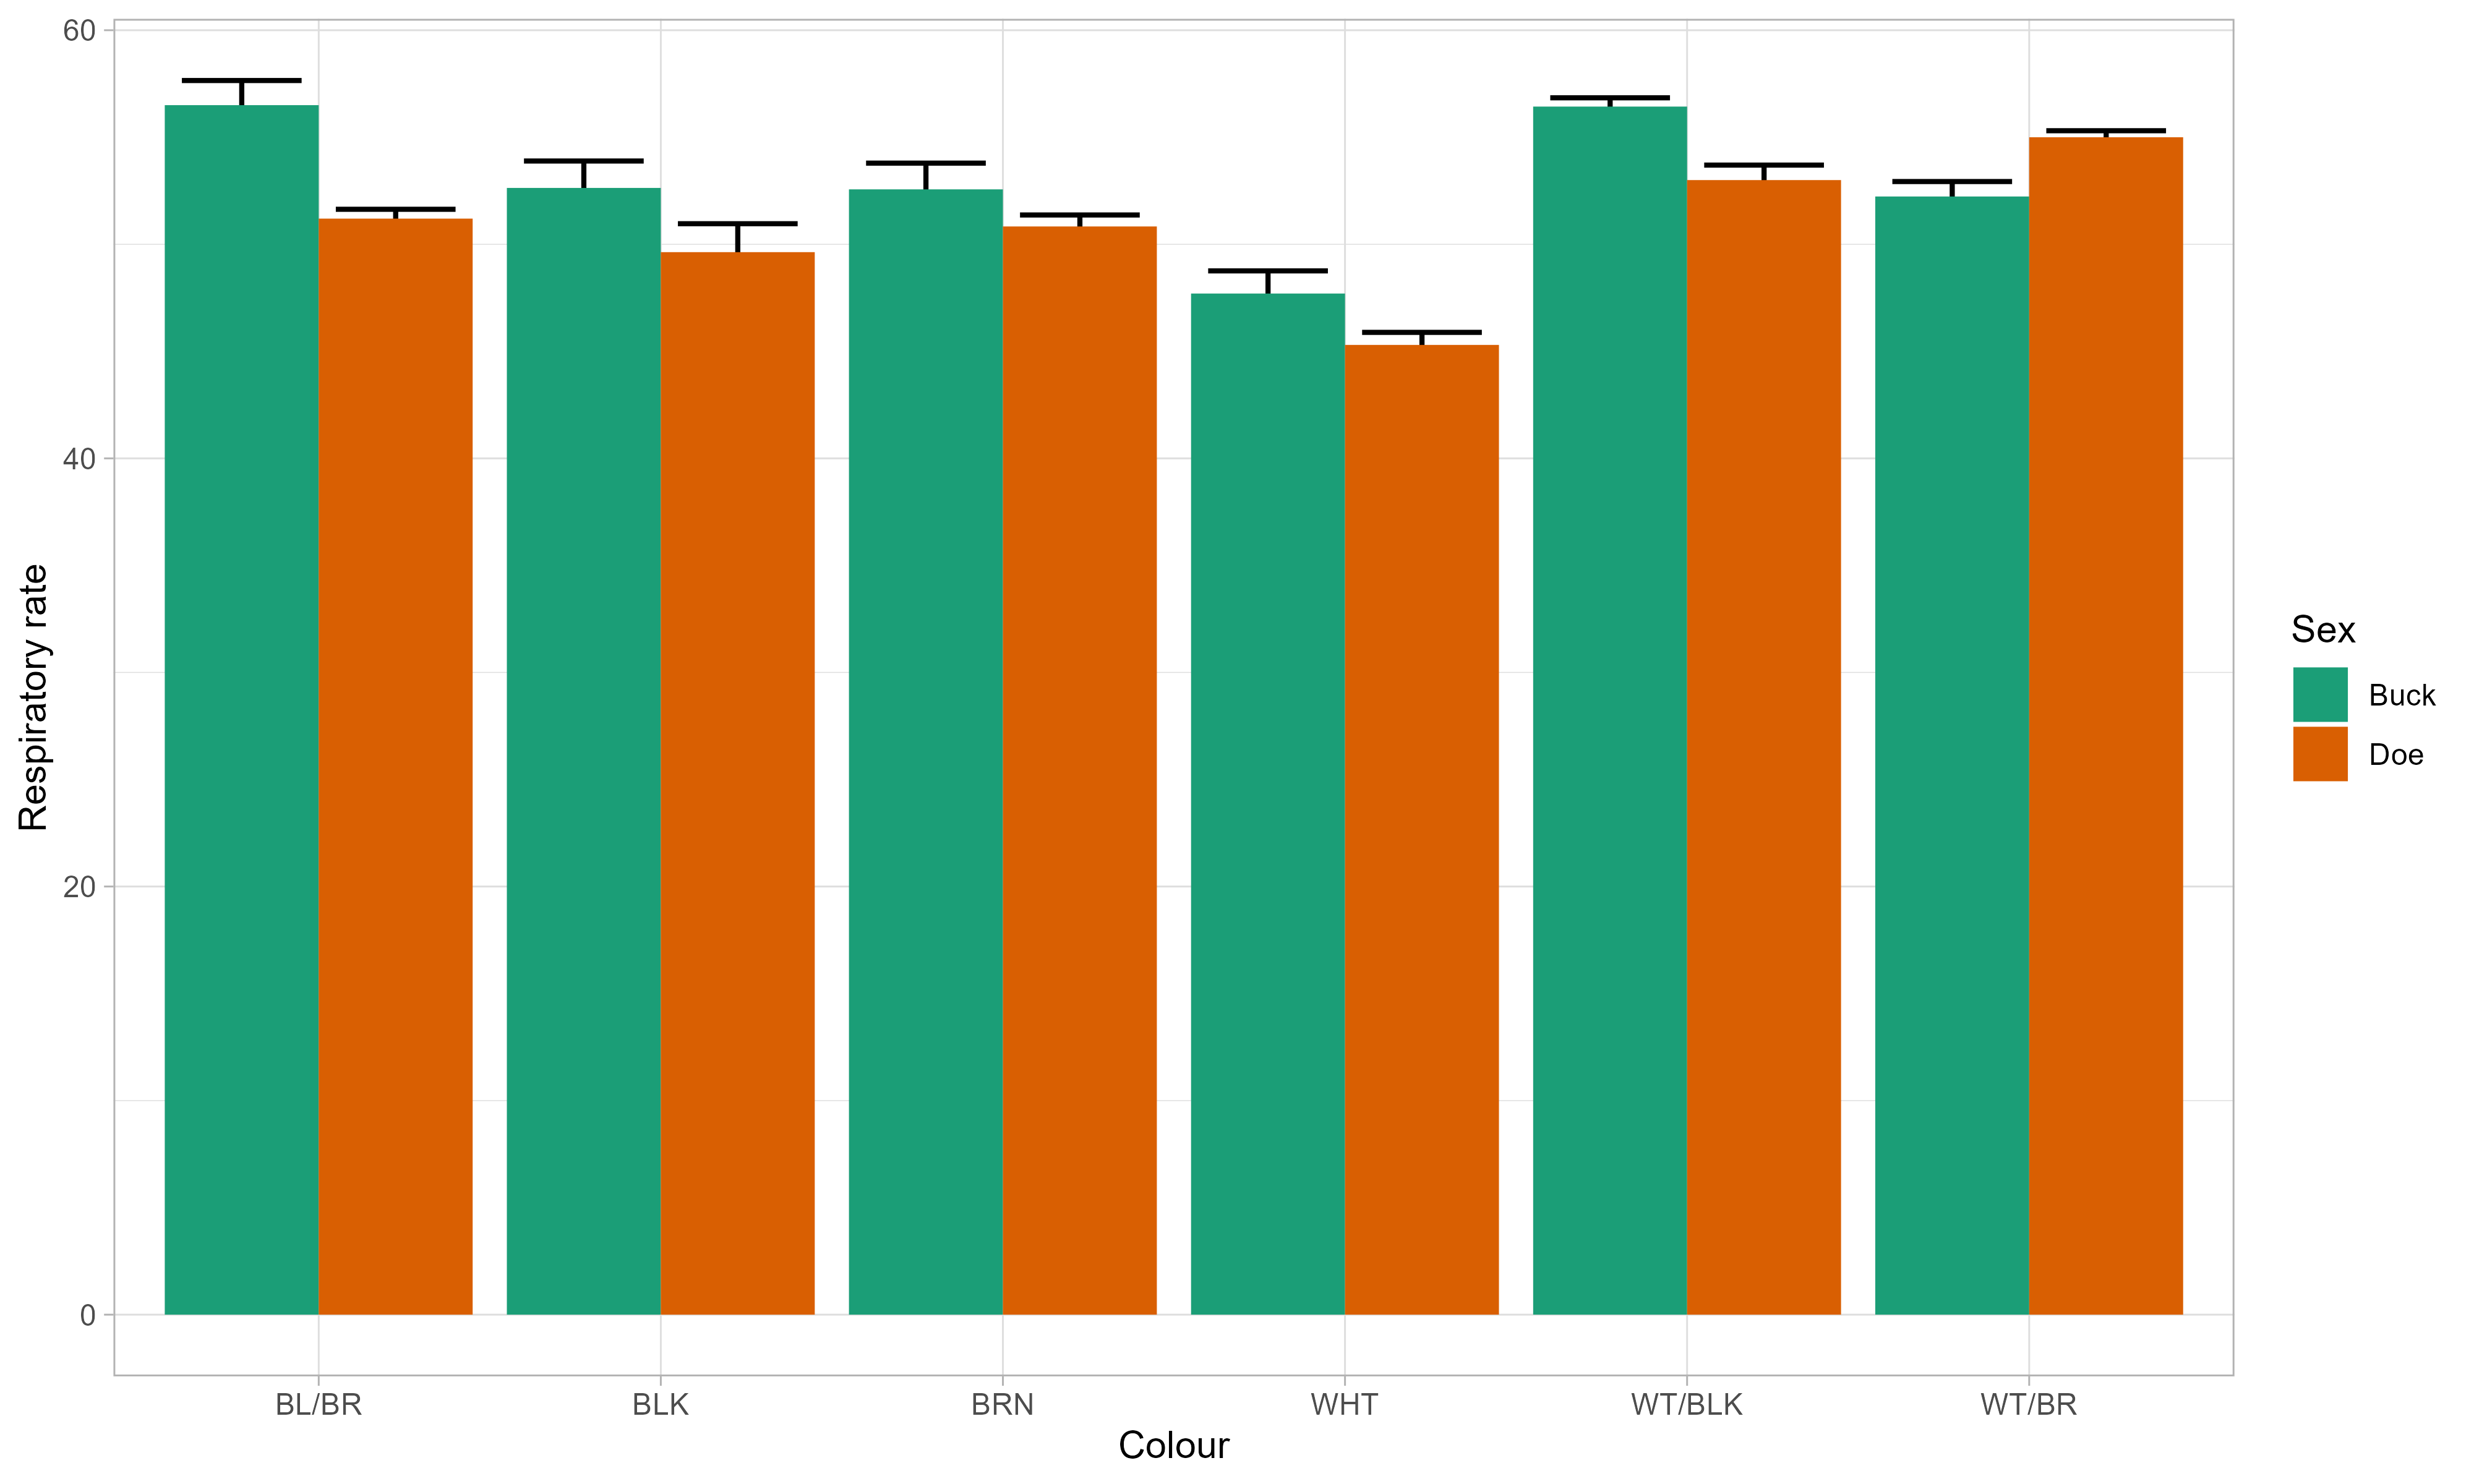 60
40
20
0
Respiratory rate
BL/BR
BLK
BRN
WHT
WT/BLK
WT/BR
Colour
Sex
Buck
Doe